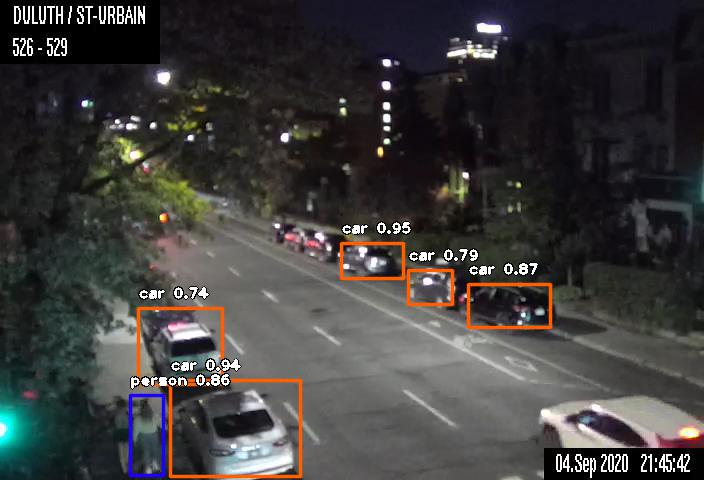 DULUTH / ST-URBAIN
526 - 529
car 0.95
car 0.79
car 0.87
car 0.74
car 0.94
person 0.86
04.Sep 2020 21:45:42